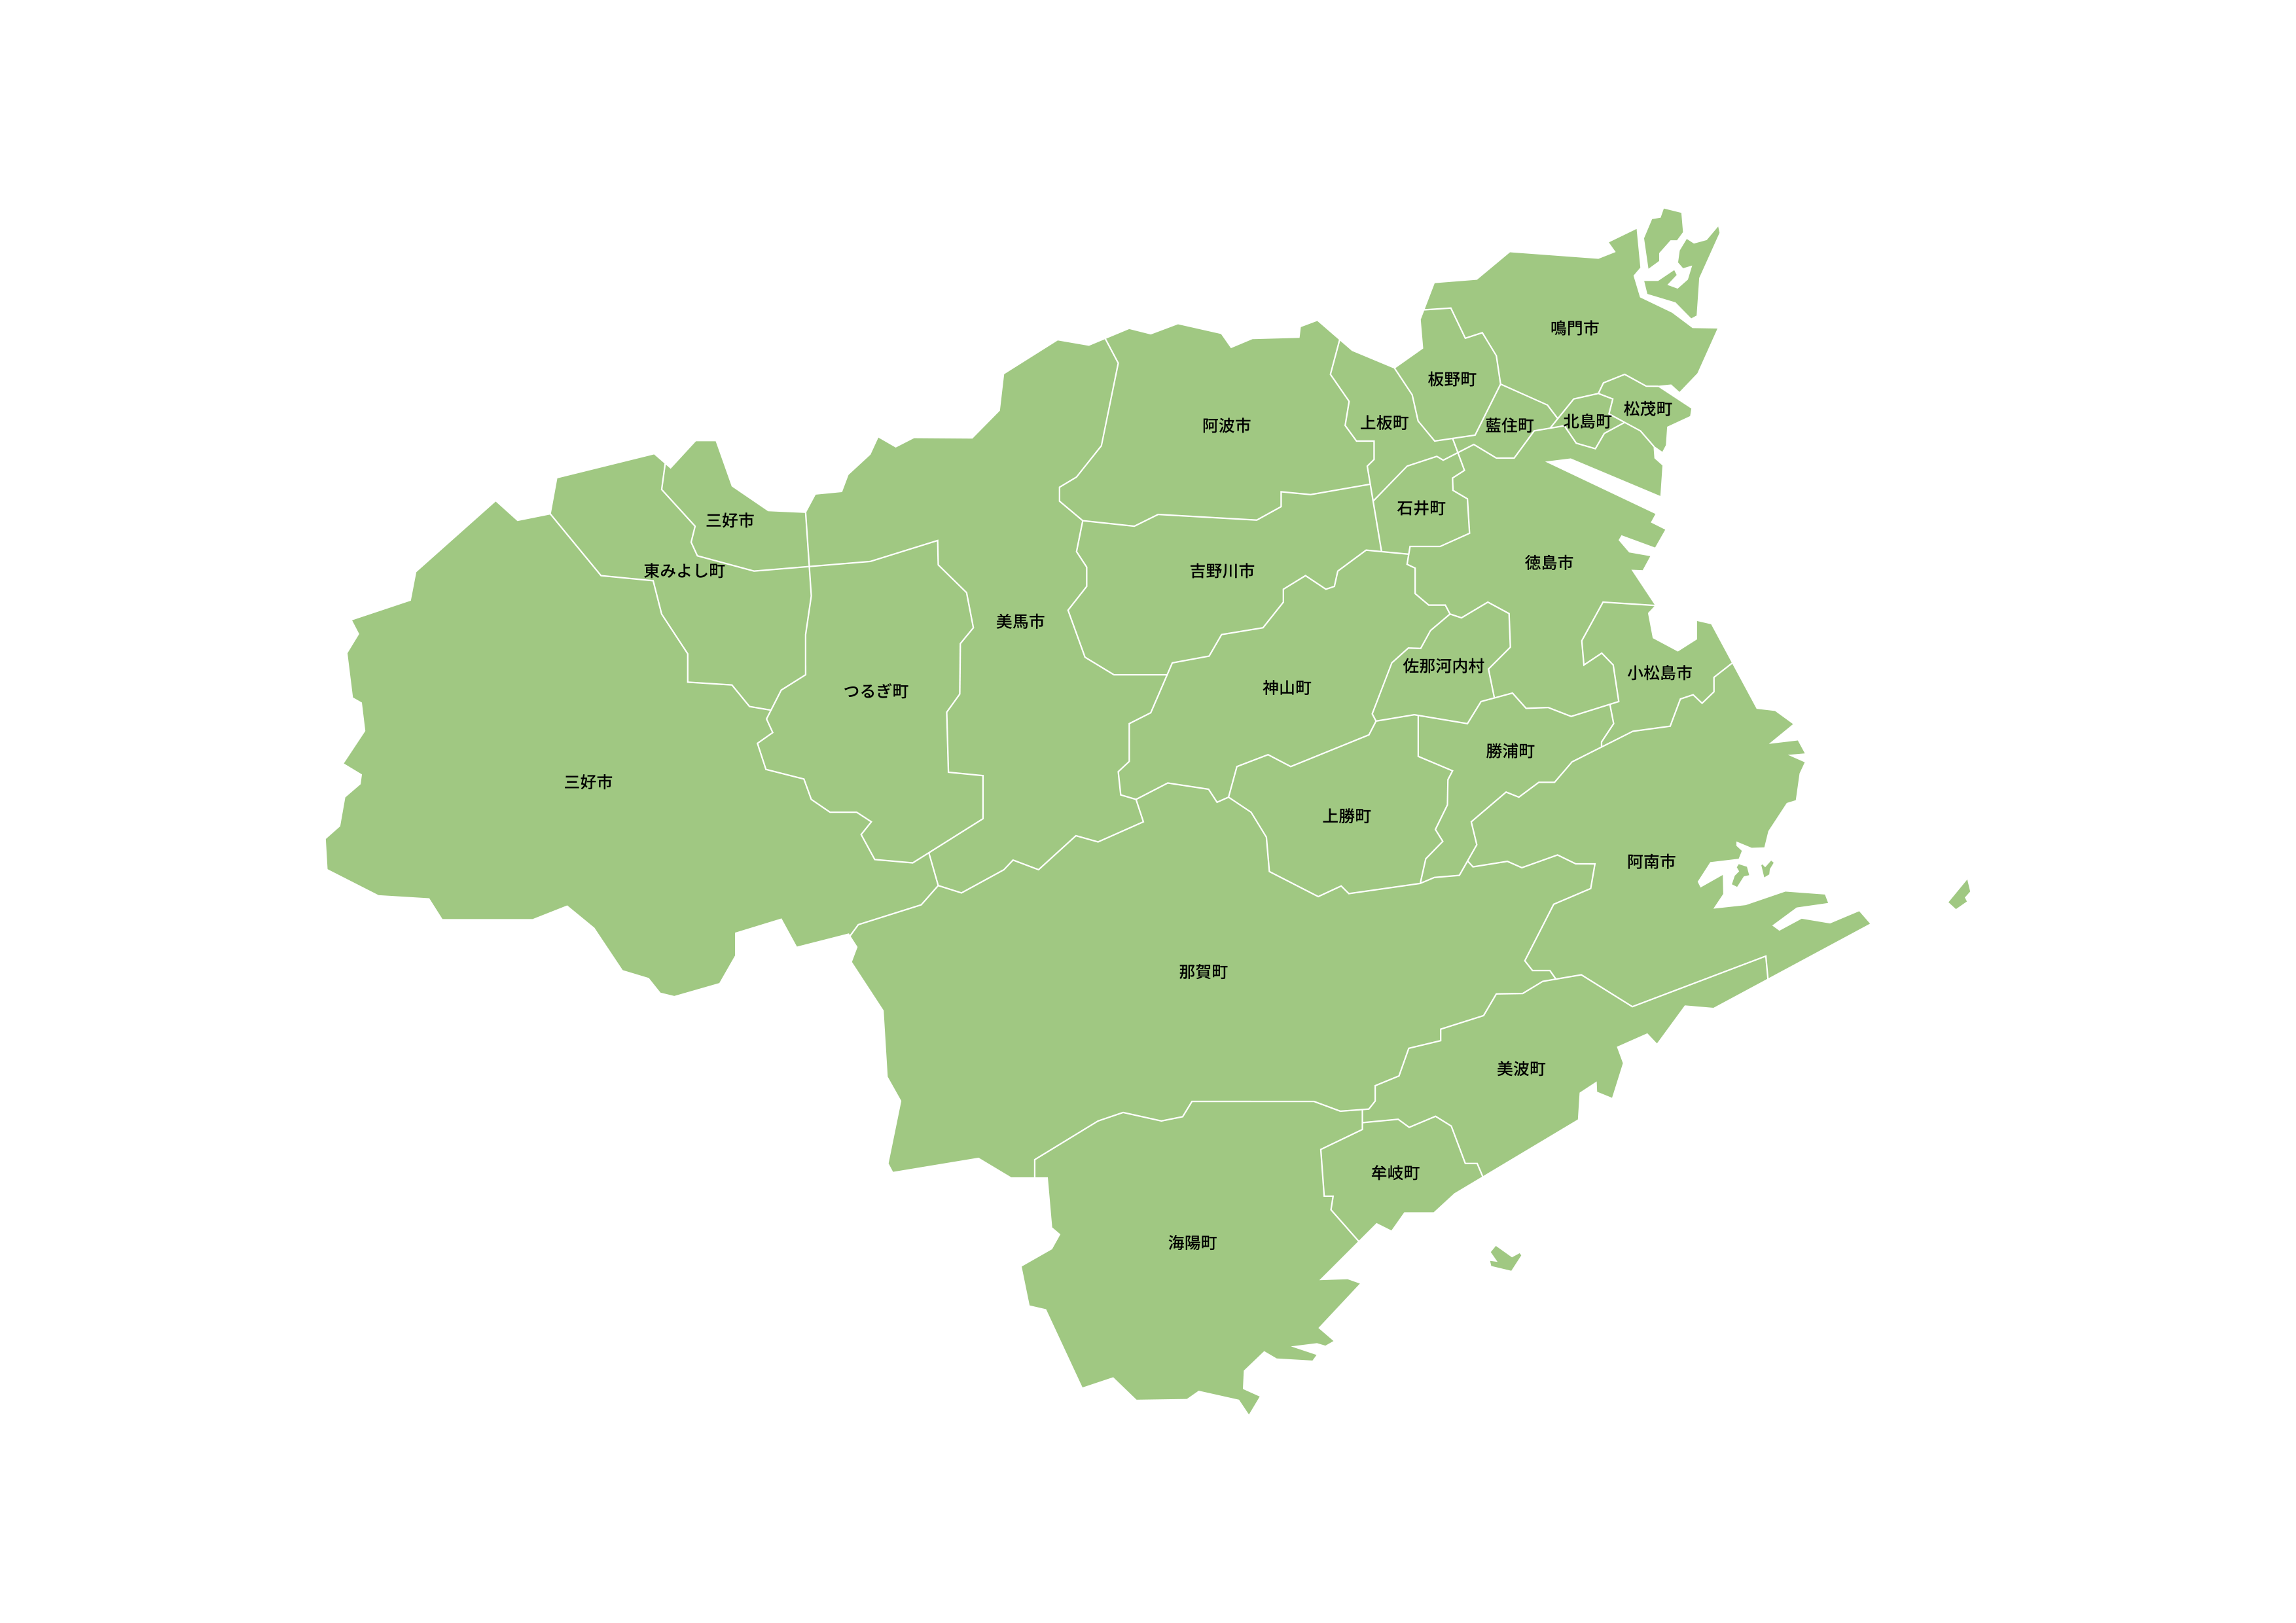 鳴門市
板野町
松茂町
北島町
上板町
藍住町
阿波市
石井町
三好市
徳島市
東みよし町
吉野川市
美馬市
佐那河内村
小松島市
神山町
つるぎ町
勝浦町
三好市
上勝町
阿南市
那賀町
美波町
牟岐町
海陽町